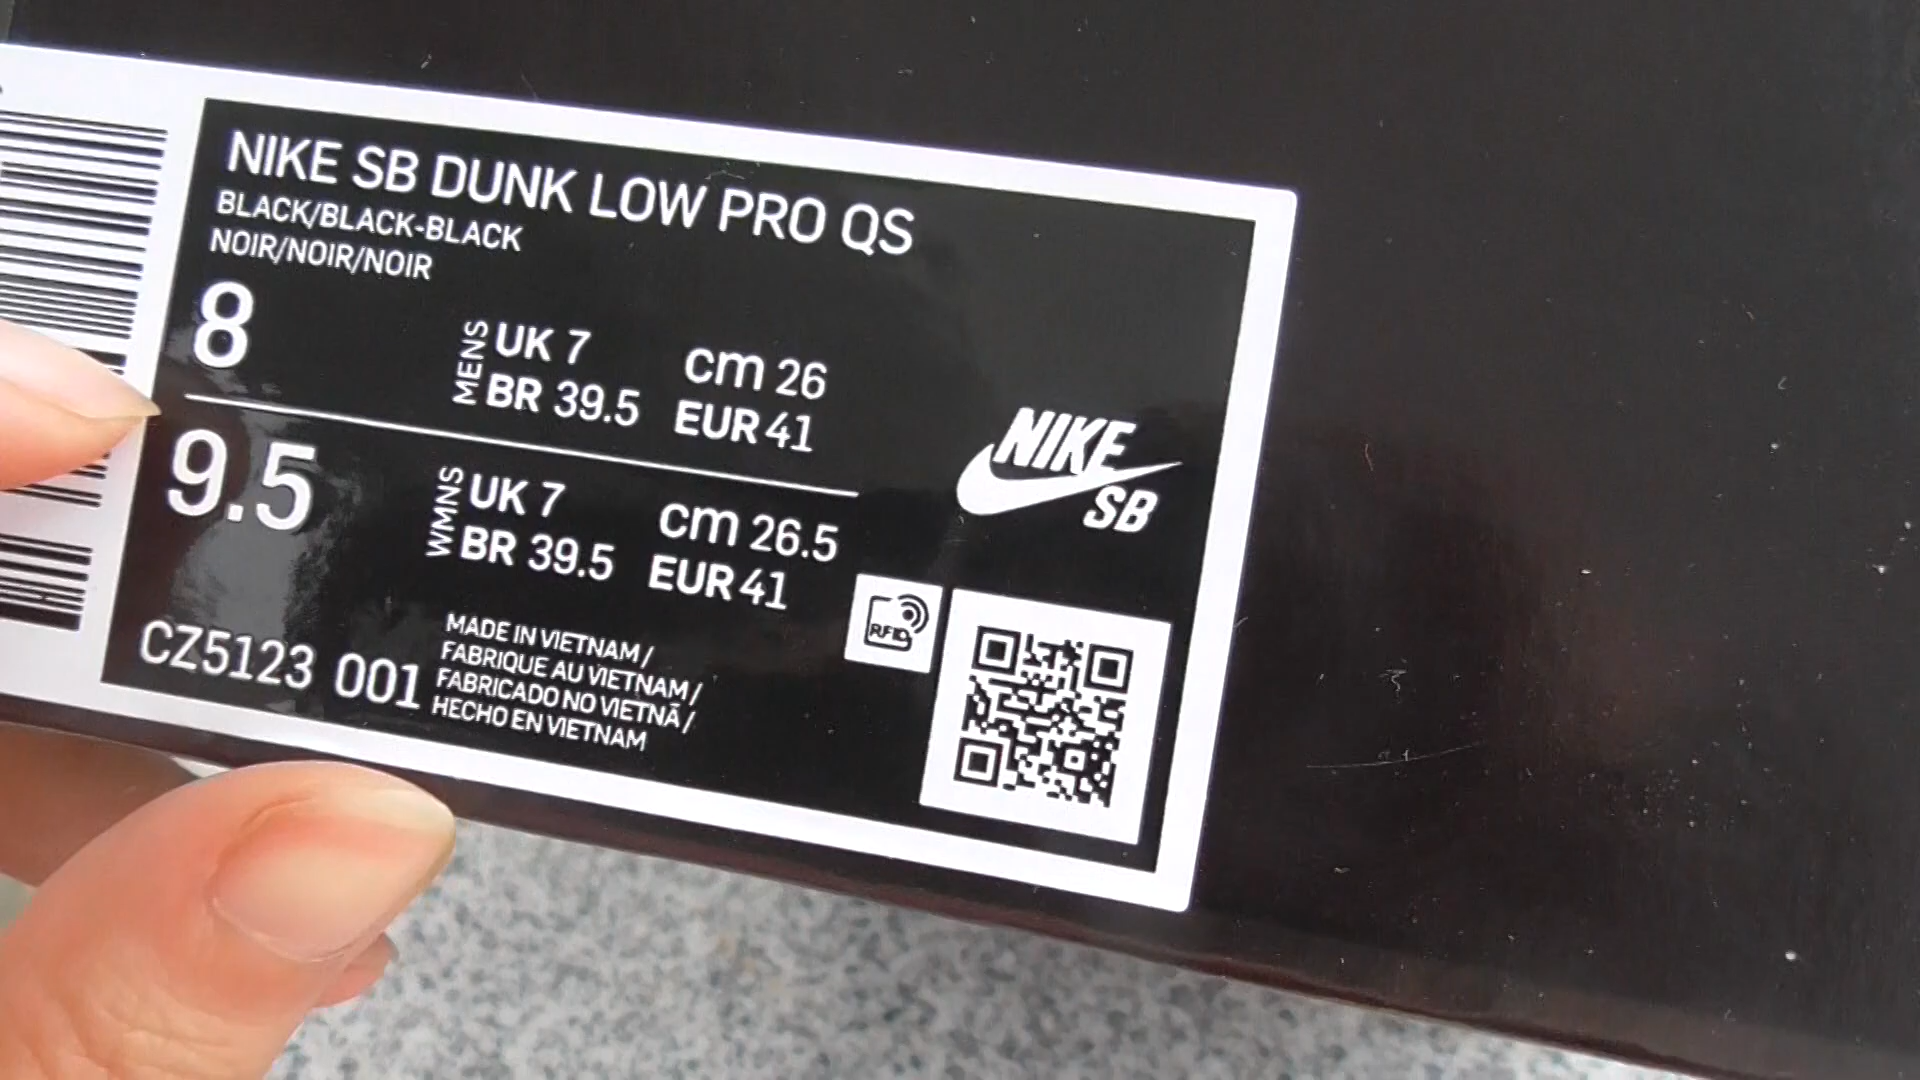 NIKE SB DUNK LOW PRO QS
BLACK/BLACK-BLACK
NOIR/NOIR/NOIR
8
MENS
UK 7 cm 26
BR 39.5 EUR 41
9.5
WMNS
UK 7 cm 26.5
BR 39.5 EUR 41
NIKE
SB
RFID
CZ5123 001
MADE IN VIETNAM /
FABRIQUE AU VIETNAM /
FABRICADO NO VIETNÃ /
HECHO EN VIETNAM